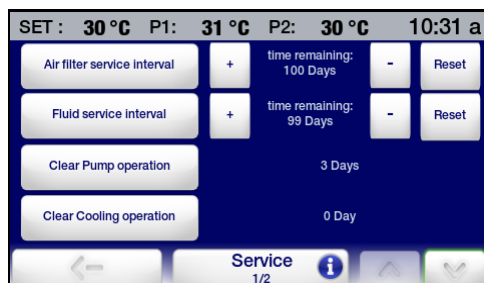 SET : 30 °C P1: 31 °C P2: 30 °C 10:31 a
Air filter service interval + time remaining: - Reset
100 Days
Fluid service interval + time remaining: - Reset
99 Days
Clear Pump operation 3 Days
Clear Cooling operation 0 Day
Service
1/2